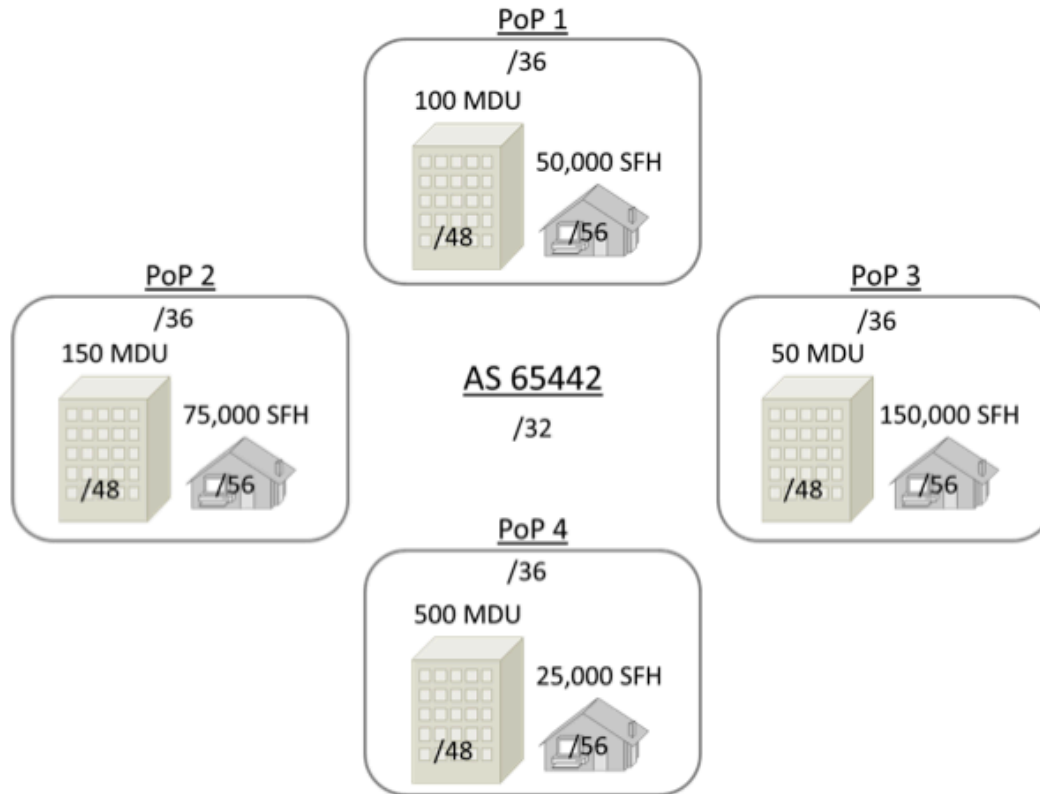 PoP 1
/36
100 MDU
50,000 SFH
/48
/56
PoP 2
/36
150 MDU
75,000 SFH
/48
/56
AS 65442
/32
PoP 3
/36
50 MDU
150,000 SFH
/48
/56
PoP 4
/36
500 MDU
25,000 SFH
/48
/56